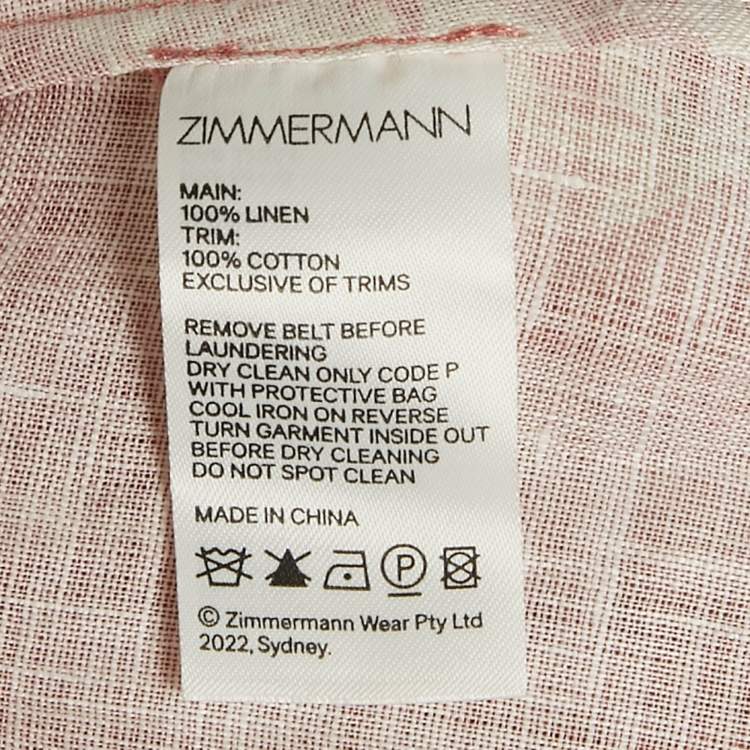 ZIMMERMANN
MAIN:
100% LINEN
TRIM:
100% COTTON
EXCLUSIVE OF TRIMS
REMOVE BELT BEFORE
LAUNDERING
DRY CLEAN ONLY CODE P
WITH PROTECTIVE BAG
COOL IRON ON REVERSE
TURN GARMENT INSIDE OUT
BEFORE DRY CLEANING
DO NOT SPOT CLEAN
MADE IN CHINA
P
© Zimmermann Wear Pty Ltd
2022, Sydney.